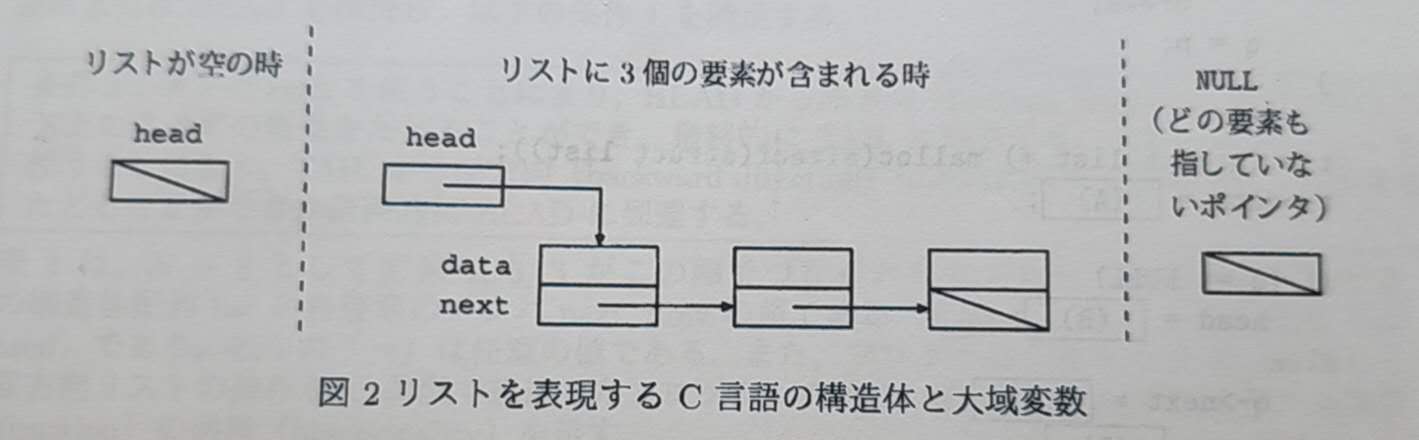 リストが空の時
head
リストに 3 個の要素が含まれる時
head
data
next
NULL
（どの要素も
指していな
いポインタ）
図 2 リストを表現する C 言語の構造体と大域変数